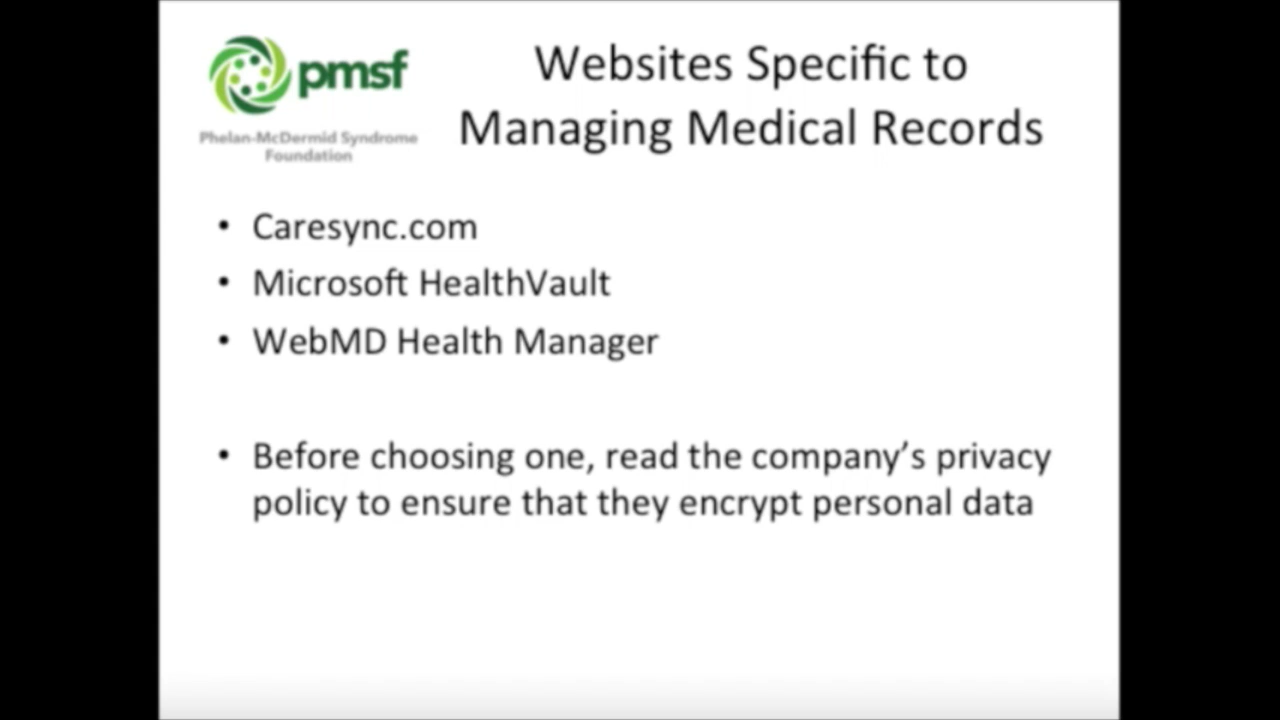 pmsf
Phelan-McDermid Syndrome
Foundation
Websites Specific to
Managing Medical Records
• Caresync.com
• Microsoft HealthVault
• WebMD Health Manager
• Before choosing one, read the company’s privacy
policy to ensure that they encrypt personal data